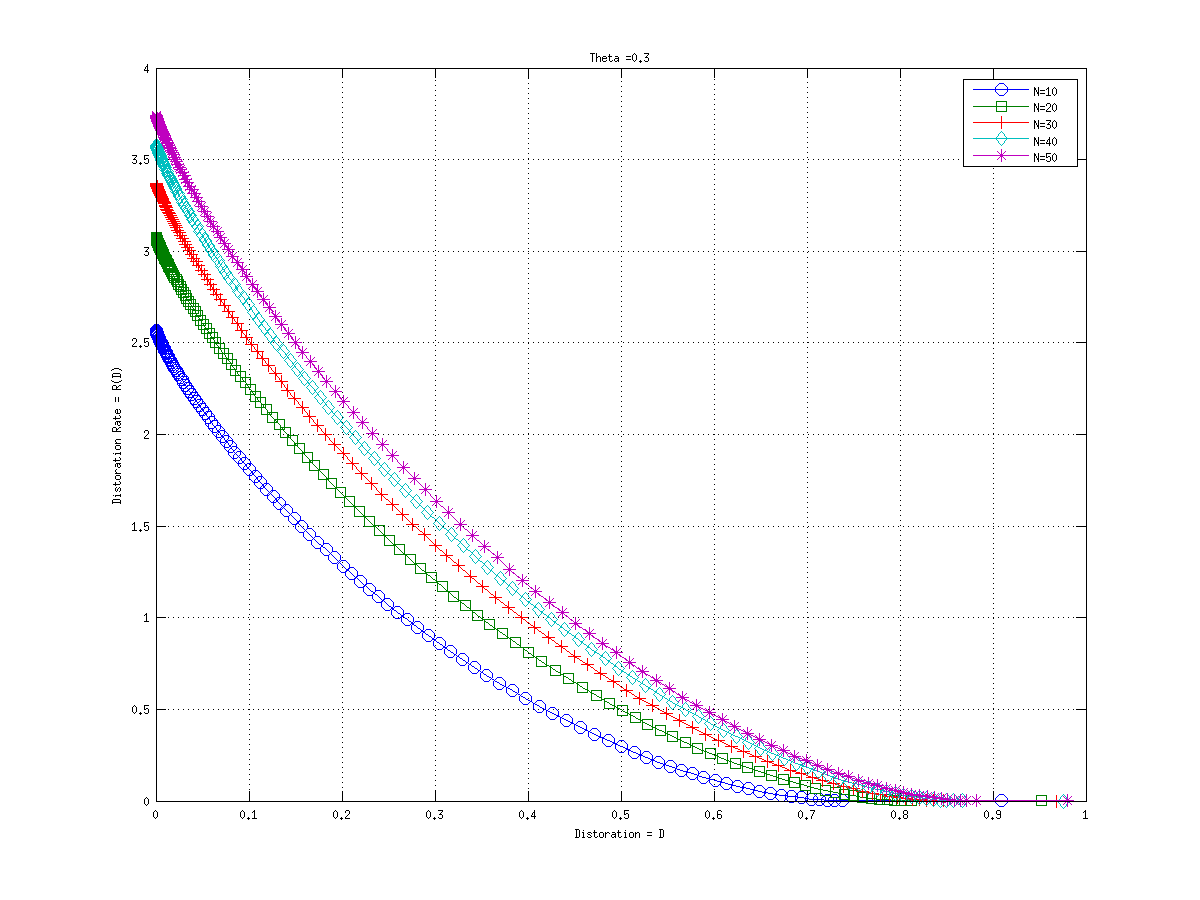 Theta =0.3
4
3.5
3
2.5
2
1.5
1
0.5
0
Distoration Rate = R(D)
N=10
N=20
N=30
N=40
N=50
0 0.1 0.2 0.3 0.4 0.5 0.6 0.7 0.8 0.9 1
Distoration = D